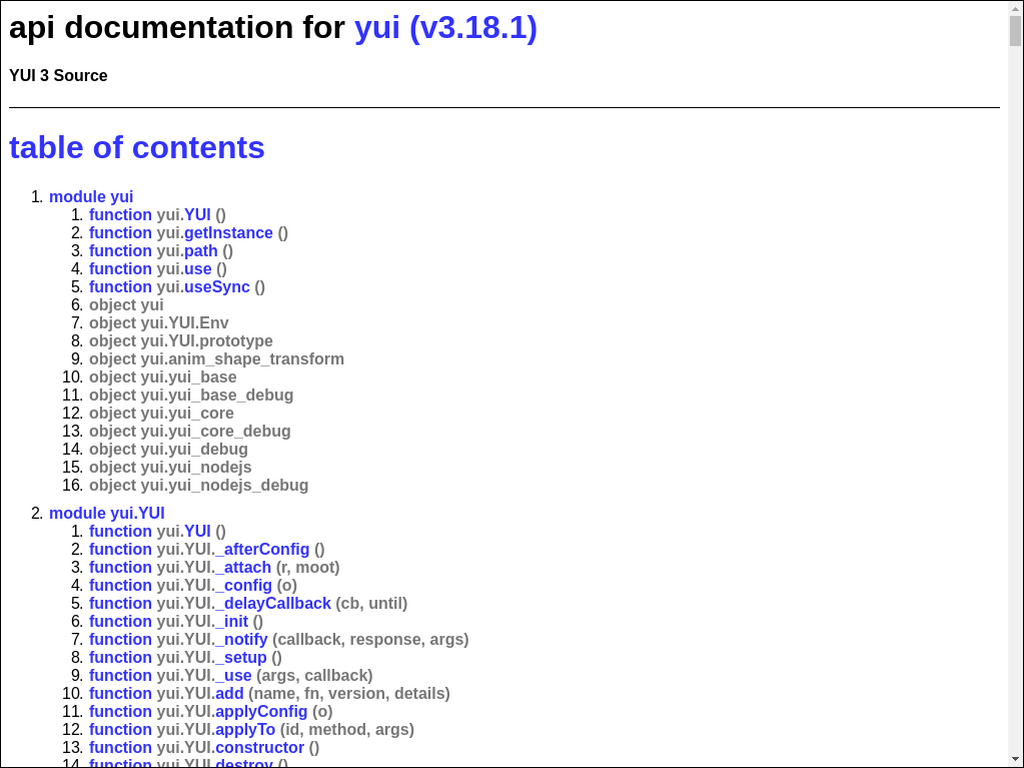 api documentation for yui (v3.18.1)
YUI 3 Source
table of contents
1. module yui
1. function yui.YUI ()
2. function yui.getInstance ()
3. function yui.path ()
4. function yui.use ()
5. function yui.useSync ()
6. object yui
7. object yui.YUI.Env
8. object yui.YUI.prototype
9. object yui.anim_shape_transform
10. object yui.yui_base
11. object yui.yui_base_debug
12. object yui.yui_core
13. object yui.yui_core_debug
14. object yui.yui_debug
15. object yui.yui_nodejs
16. object yui.yui_nodejs_debug
2. module yui.YUI
1. function yui.YUI ()
2. function yui.YUI._afterConfig ()
3. function yui.YUI._attach (r, moot)
4. function yui.YUI._config (o)
5. function yui.YUI._delayCallback (cb, until)
6. function yui.YUI._init ()
7. function yui.YUI._notify (callback, response, args)
8. function yui.YUI._setup ()
9. function yui.YUI._use (args, callback)
10. function yui.YUI.add (name, fn, version, details)
11. function yui.YUI.applyConfig (o)
12. function yui.YUI.applyTo (id, method, args)
13. function yui.YUI.constructor ()
14. function yui.YUI.destroy ()